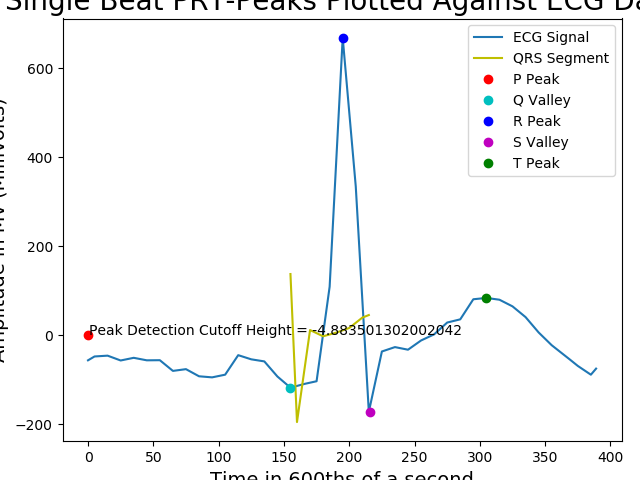 Single Beat PRT-Peaks Plotted Against ECG Da
ECG Signal
QRS Segment
P Peak
Q Valley
R Peak
S Valley
T Peak
Amplitude in MV (Millivolts)
600
400
200
0
−200
Peak Detection Cutoff Height = -4.883501302002042
0 50 100 150 200 250 300 350 400
Time in 600ths of a second